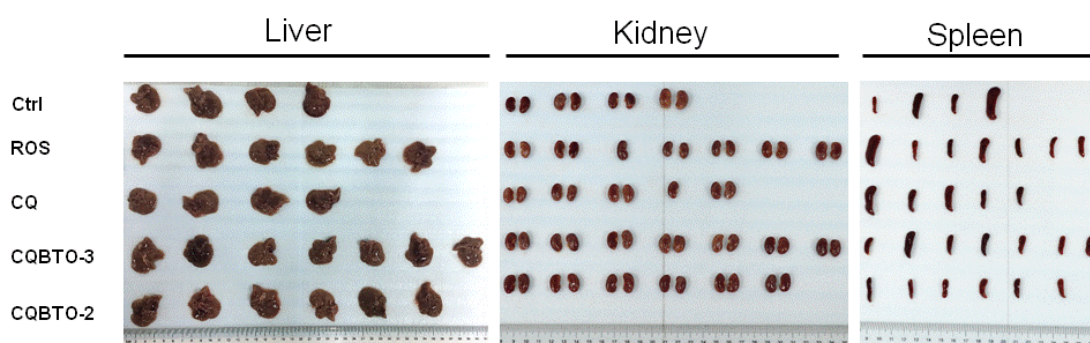 Liver Kidney Spleen
Ctrl
ROS
CQ
CQBTO-3
CQBTO-2